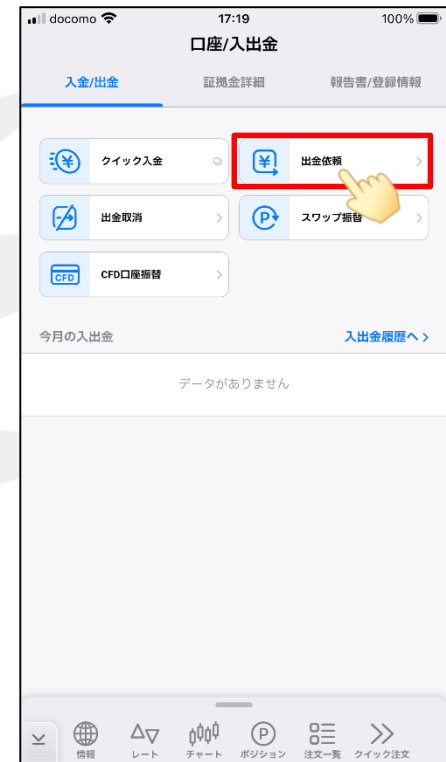 docomo 17:19 100%
口座/入出金
入金/出金 証拠金詳細 報告書/登録情報
クイック入金 出金依頼
出金取消 スワップ振替
CFD CFD口座振替
今月の入出金 入出金履歴へ
データがありません
情報 レート チャート ポジション 注文一覧 クイック注文